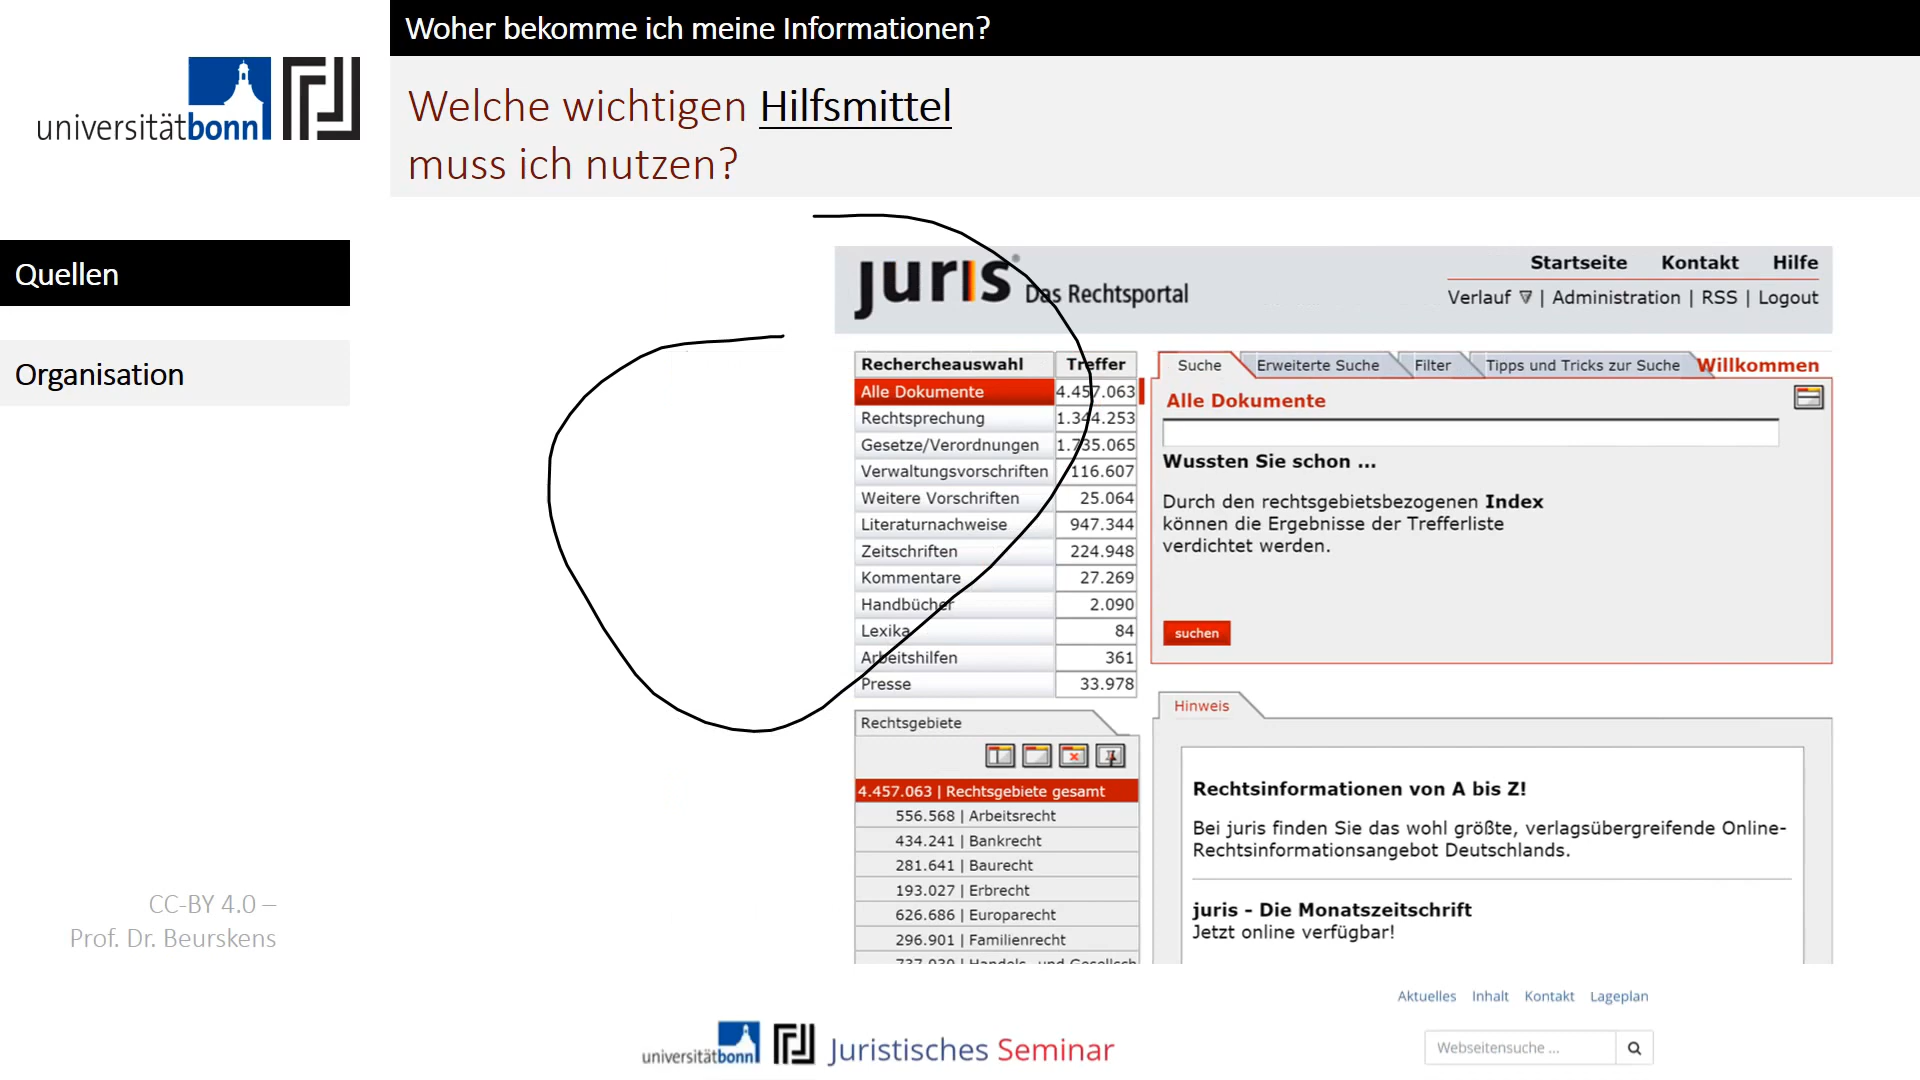 Woher bekomme ich meine Informationen?
Welche wichtigen Hilfsmittel
muss ich nutzen?
universitätbonn
Quellen
Organisation
CC-BY 4.0 –
Prof. Dr. Beurskens
juris® Das Rechtsportal
Startseite Kontakt Hilfe
Verlauf | Administration | RSS | Logout
Rechercheauswahl Treffer
Alle Dokumente 4.457.063
Rechtsprechung 1.344.253
Gesetze/Verordnungen 1.735.065
Verwaltungsvorschriften 116.607
Weitere Vorschriften 25.064
Literaturnachweise 947.344
Zeitschriften 224.948
Kommentare 27.269
Handbücher 2.090
Lexika 84
Arbeitshilfen 361
Presse 33.978
Rechtsgebiete
4.457.063 | Rechtsgebiete gesamt
556.568 | Arbeitsrecht
434.241 | Bankrecht
281.641 | Baurecht
193.027 | Erbrecht
626.686 | Europarecht
296.901 | Familienrecht
Suche Erweiterte Suche Filter Tipps und Tricks zur Suche Willkommen
Alle Dokumente
Wussten Sie schon ...
Durch den rechtsgebietsbezogenen Index
können die Ergebnisse der Trefferliste
verdichtet werden.
suchen
Hinweis
Rechtsinformationen von A bis Z!
Bei juris finden Sie das wohl größte, verlagsübergreifende Online-
Rechtsinformationsangebot Deutschlands.
juris - Die Monatszeitschrift
Jetzt online verfügbar!
Aktuelles Inhalt Kontakt Lageplan
universitätbonn Juristisches Seminar
Webseitensuche ...